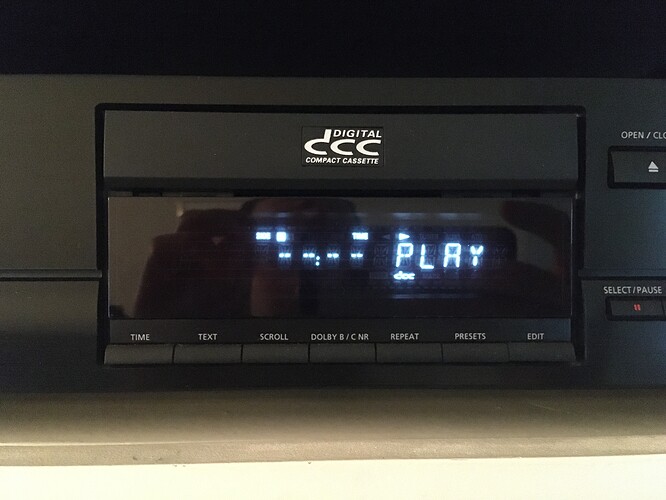 DIGITAL
dcc
COMPACT CASSETTE
OPEN / CLO
PLAY
dcc
SELECT/PAUSE
TIME
TEXT
SCROLL
DOLBY B / C NR
REPEAT
PRESETS
EDIT